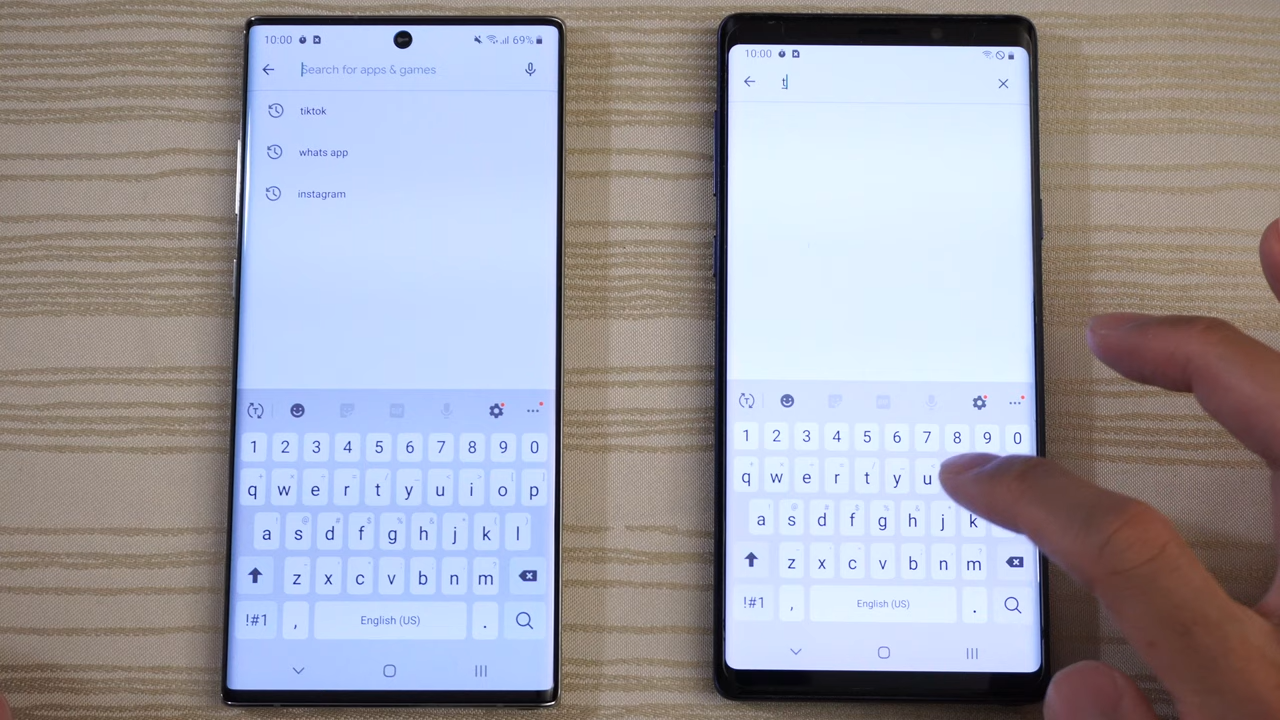 10:00
69%
Search for apps & games
tiktok
whats app
instagram
1 2 3 4 5 6 7 8 9 0
q w e r t y u i o p
a s d f g h j k l
z x c v b n m
!#1 , English (US) .
10:00
t
1 2 3 4 5 6 7 8 9 0
q w e r t y u
a s d f g h j k
z x c v b n m
!#1 , English (US) .